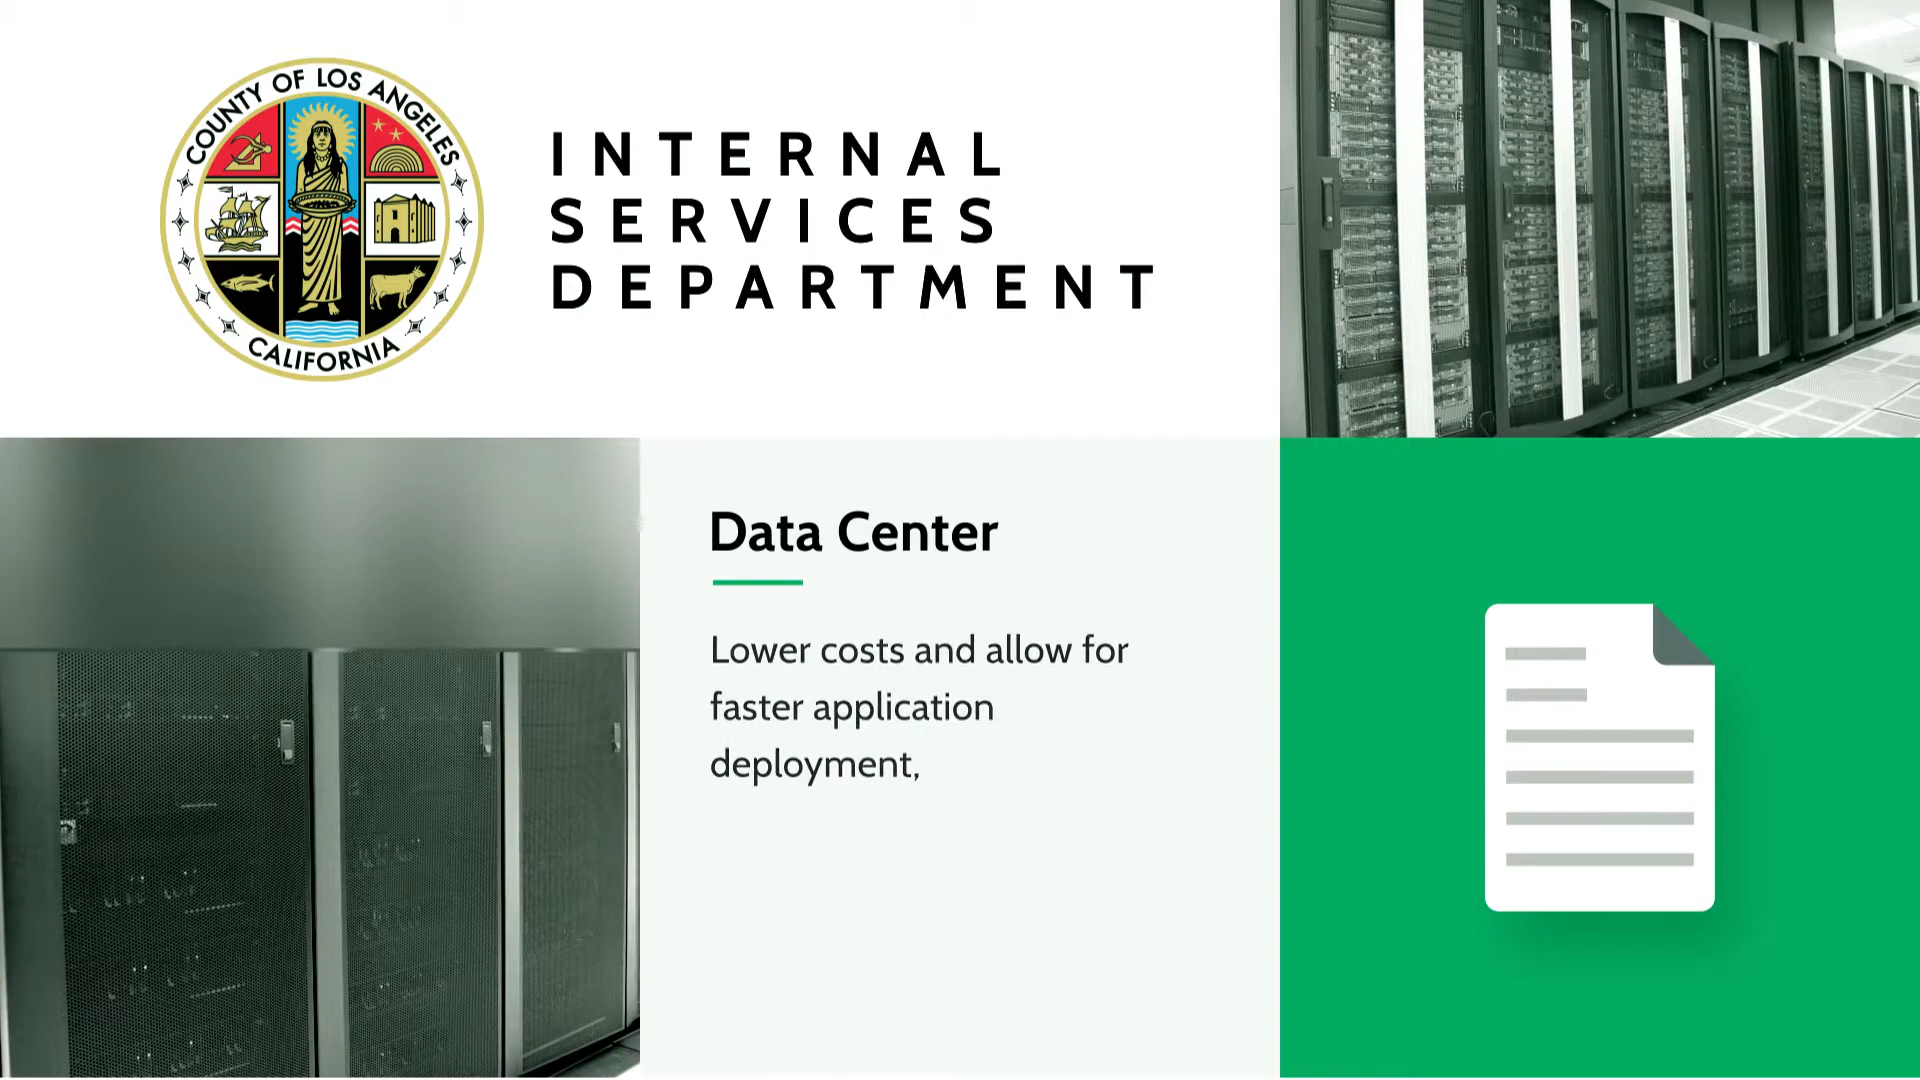 COUNTY OF LOS ANGELES
CALIFORNIA
INTERNAL
SERVICES
DEPARTMENT
Data Center
Lower costs and allow for
faster application
deployment,